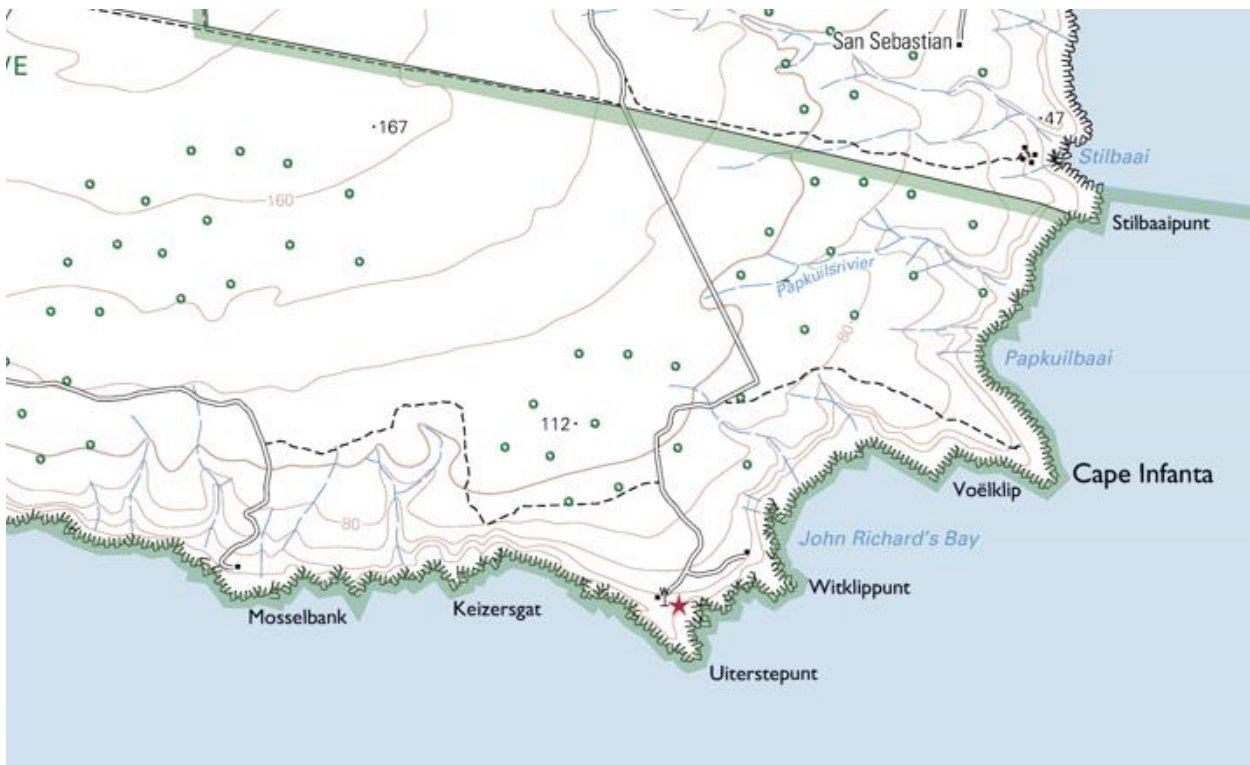 San Sebastian
VE
167
47
Stilbaai
160
Stilbaaipunt
Papkuilsrivier
80
Papkuilbaai
112
Cape Infanta
Voëlklip
80
John Richard's Bay
Witklippunt
Mosselbank
Keizersgat
Uiterstepunt